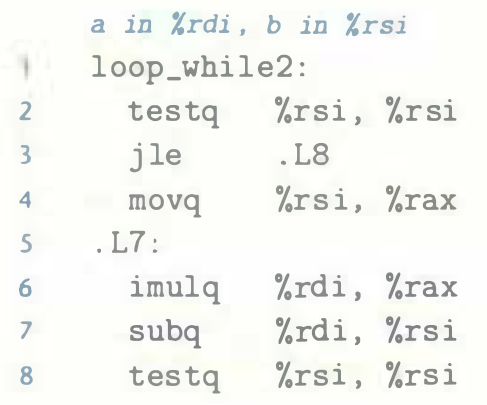 a in %rdi, b in %rsi
1 loop_while2:
2 testq %rsi, %rsi
3 jle .L8
4 movq %rsi, %rax
5 .L7:
6 imulq %rdi, %rax
7 subq %rdi, %rsi
8 testq %rsi, %rsi